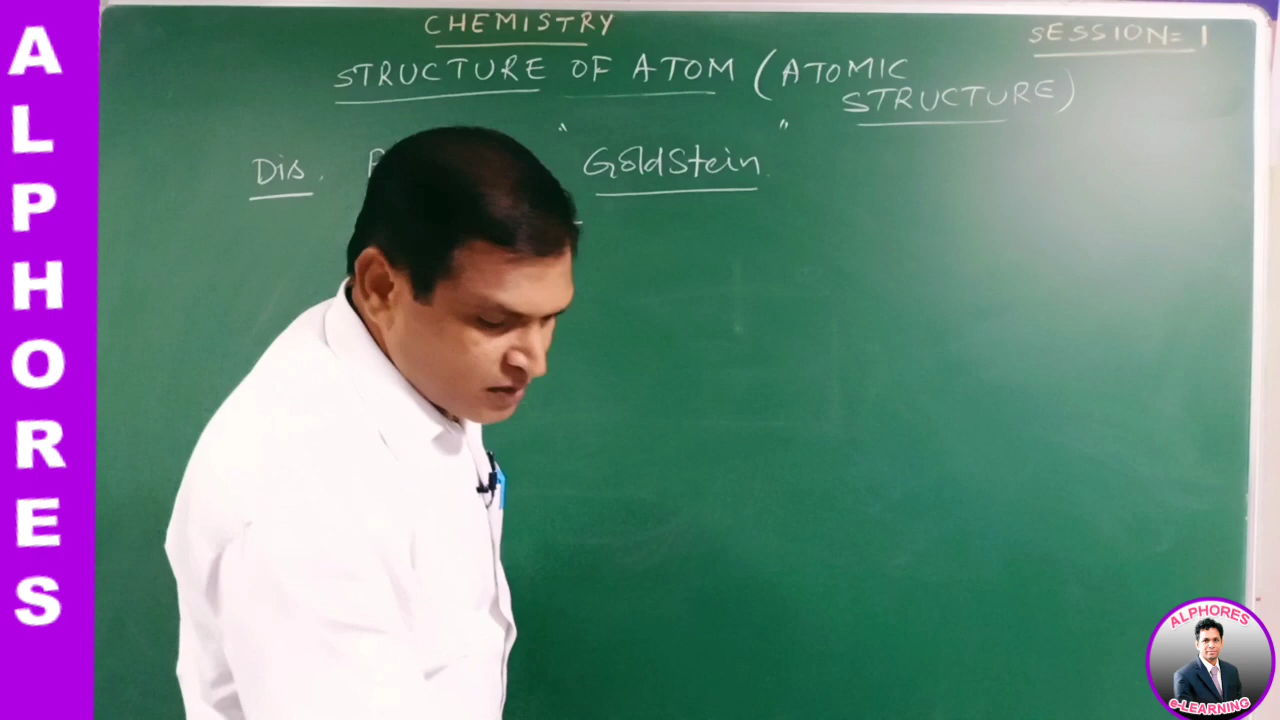 ALPHORES
CHEMISTRY
SESSION= 1
STRUCTURE OF ATOM (ATOMIC
STRUCTURE)
Dis. "GoldStein"
ALPHORES
e-LEARNING